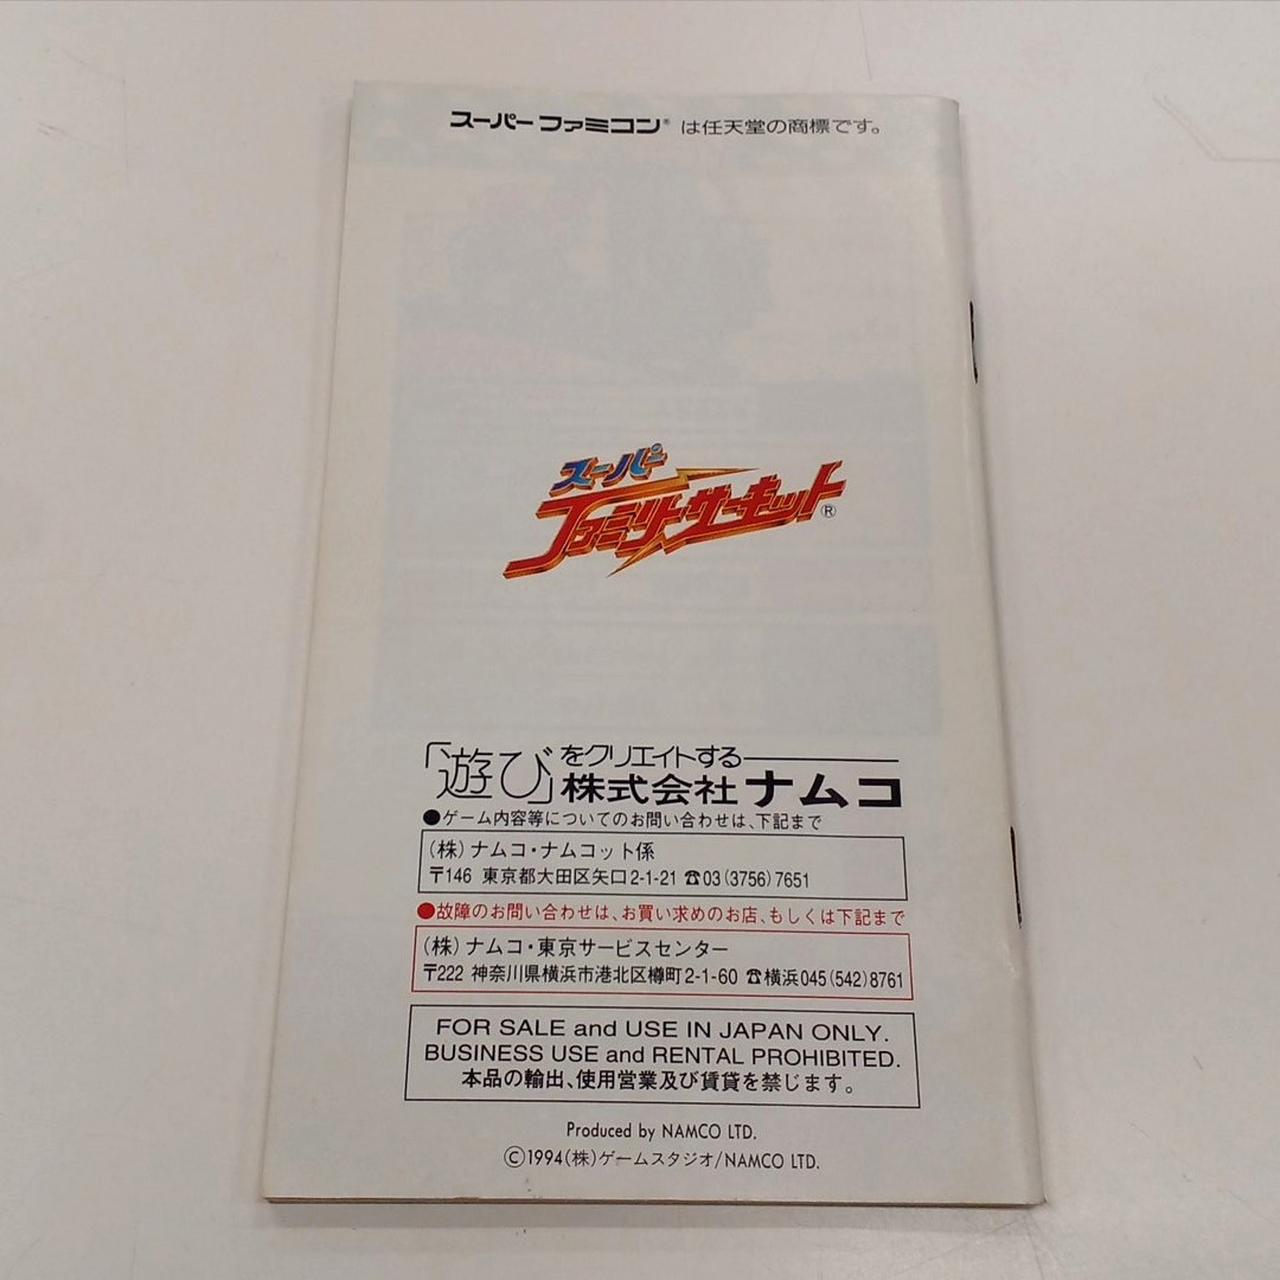 スーパーファミコン® は任天堂の商標です。
スーパー
ファミリーサーキット®
「遊び」をクリエイトする
株式会社ナムコ
●ゲーム内容等についてのお問い合わせは、下記まで
(株)ナムコ・ナムコット係
〒146 東京都大田区矢口2-1-21 ☎03(3756)7651
●故障のお問い合わせは、お買い求めのお店、もしくは下記まで
(株)ナムコ・東京サービスセンター
〒222 神奈川県横浜市港北区樽町2-1-60 ☎横浜045(542)8761
FOR SALE and USE IN JAPAN ONLY.
BUSINESS USE and RENTAL PROHIBITED.
本品の輸出、使用営業及び賃貸を禁じます。
Produced by NAMCO LTD.
©1994(株)ゲームスタジオ/NAMCO LTD.